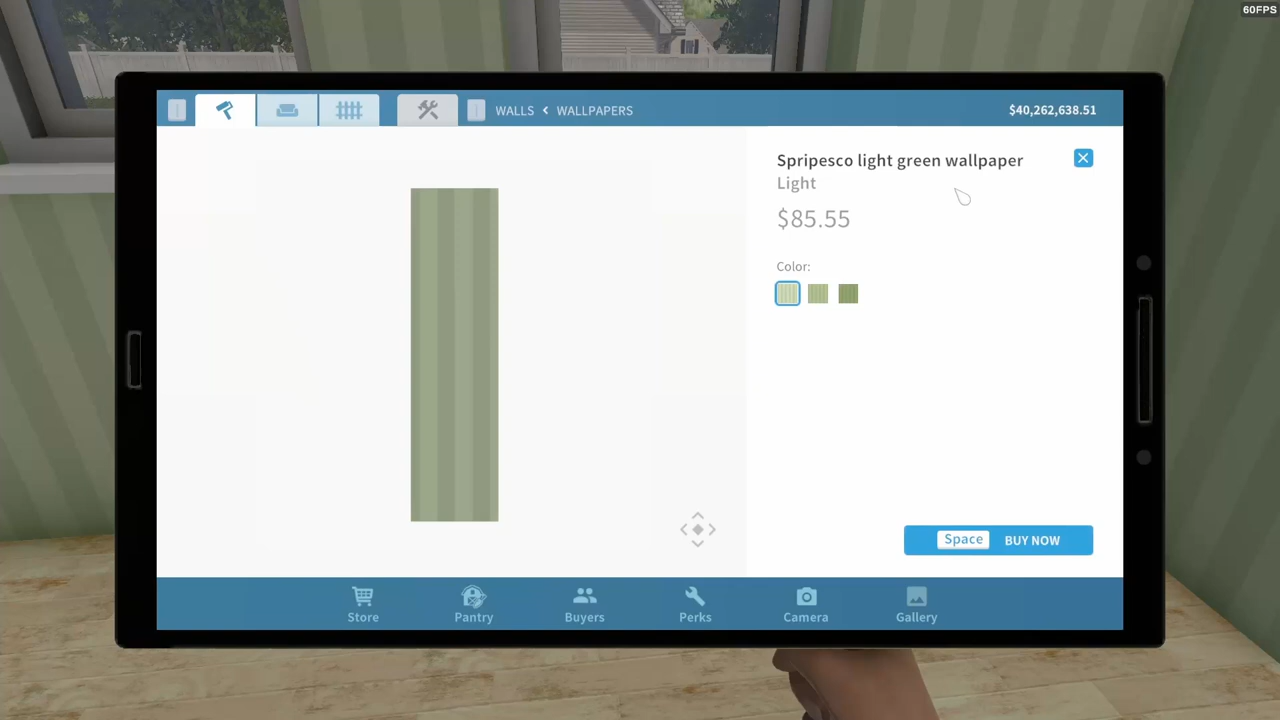 60FPS
WALLS < WALLPAPERS
$40,262,638.51
Spripesco light green wallpaper
Light
$85.55
Color:
Space BUY NOW
Store Pantry Buyers Perks Camera Gallery